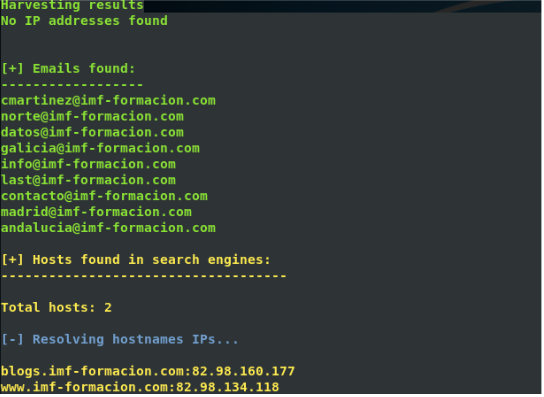 Harvesting results
No IP addresses found
[+] Emails found:
------------------
cmartinez@imf-formacion.com
norte@imf-formacion.com
datos@imf-formacion.com
galicia@imf-formacion.com
info@imf-formacion.com
last@imf-formacion.com
contacto@imf-formacion.com
madrid@imf-formacion.com
andalucia@imf-formacion.com
[+] Hosts found in search engines:
------------------------------------
Total hosts: 2
[-] Resolving hostnames IPs...
blogs.imf-formacion.com:82.98.160.177
www.imf-formacion.com:82.98.134.118